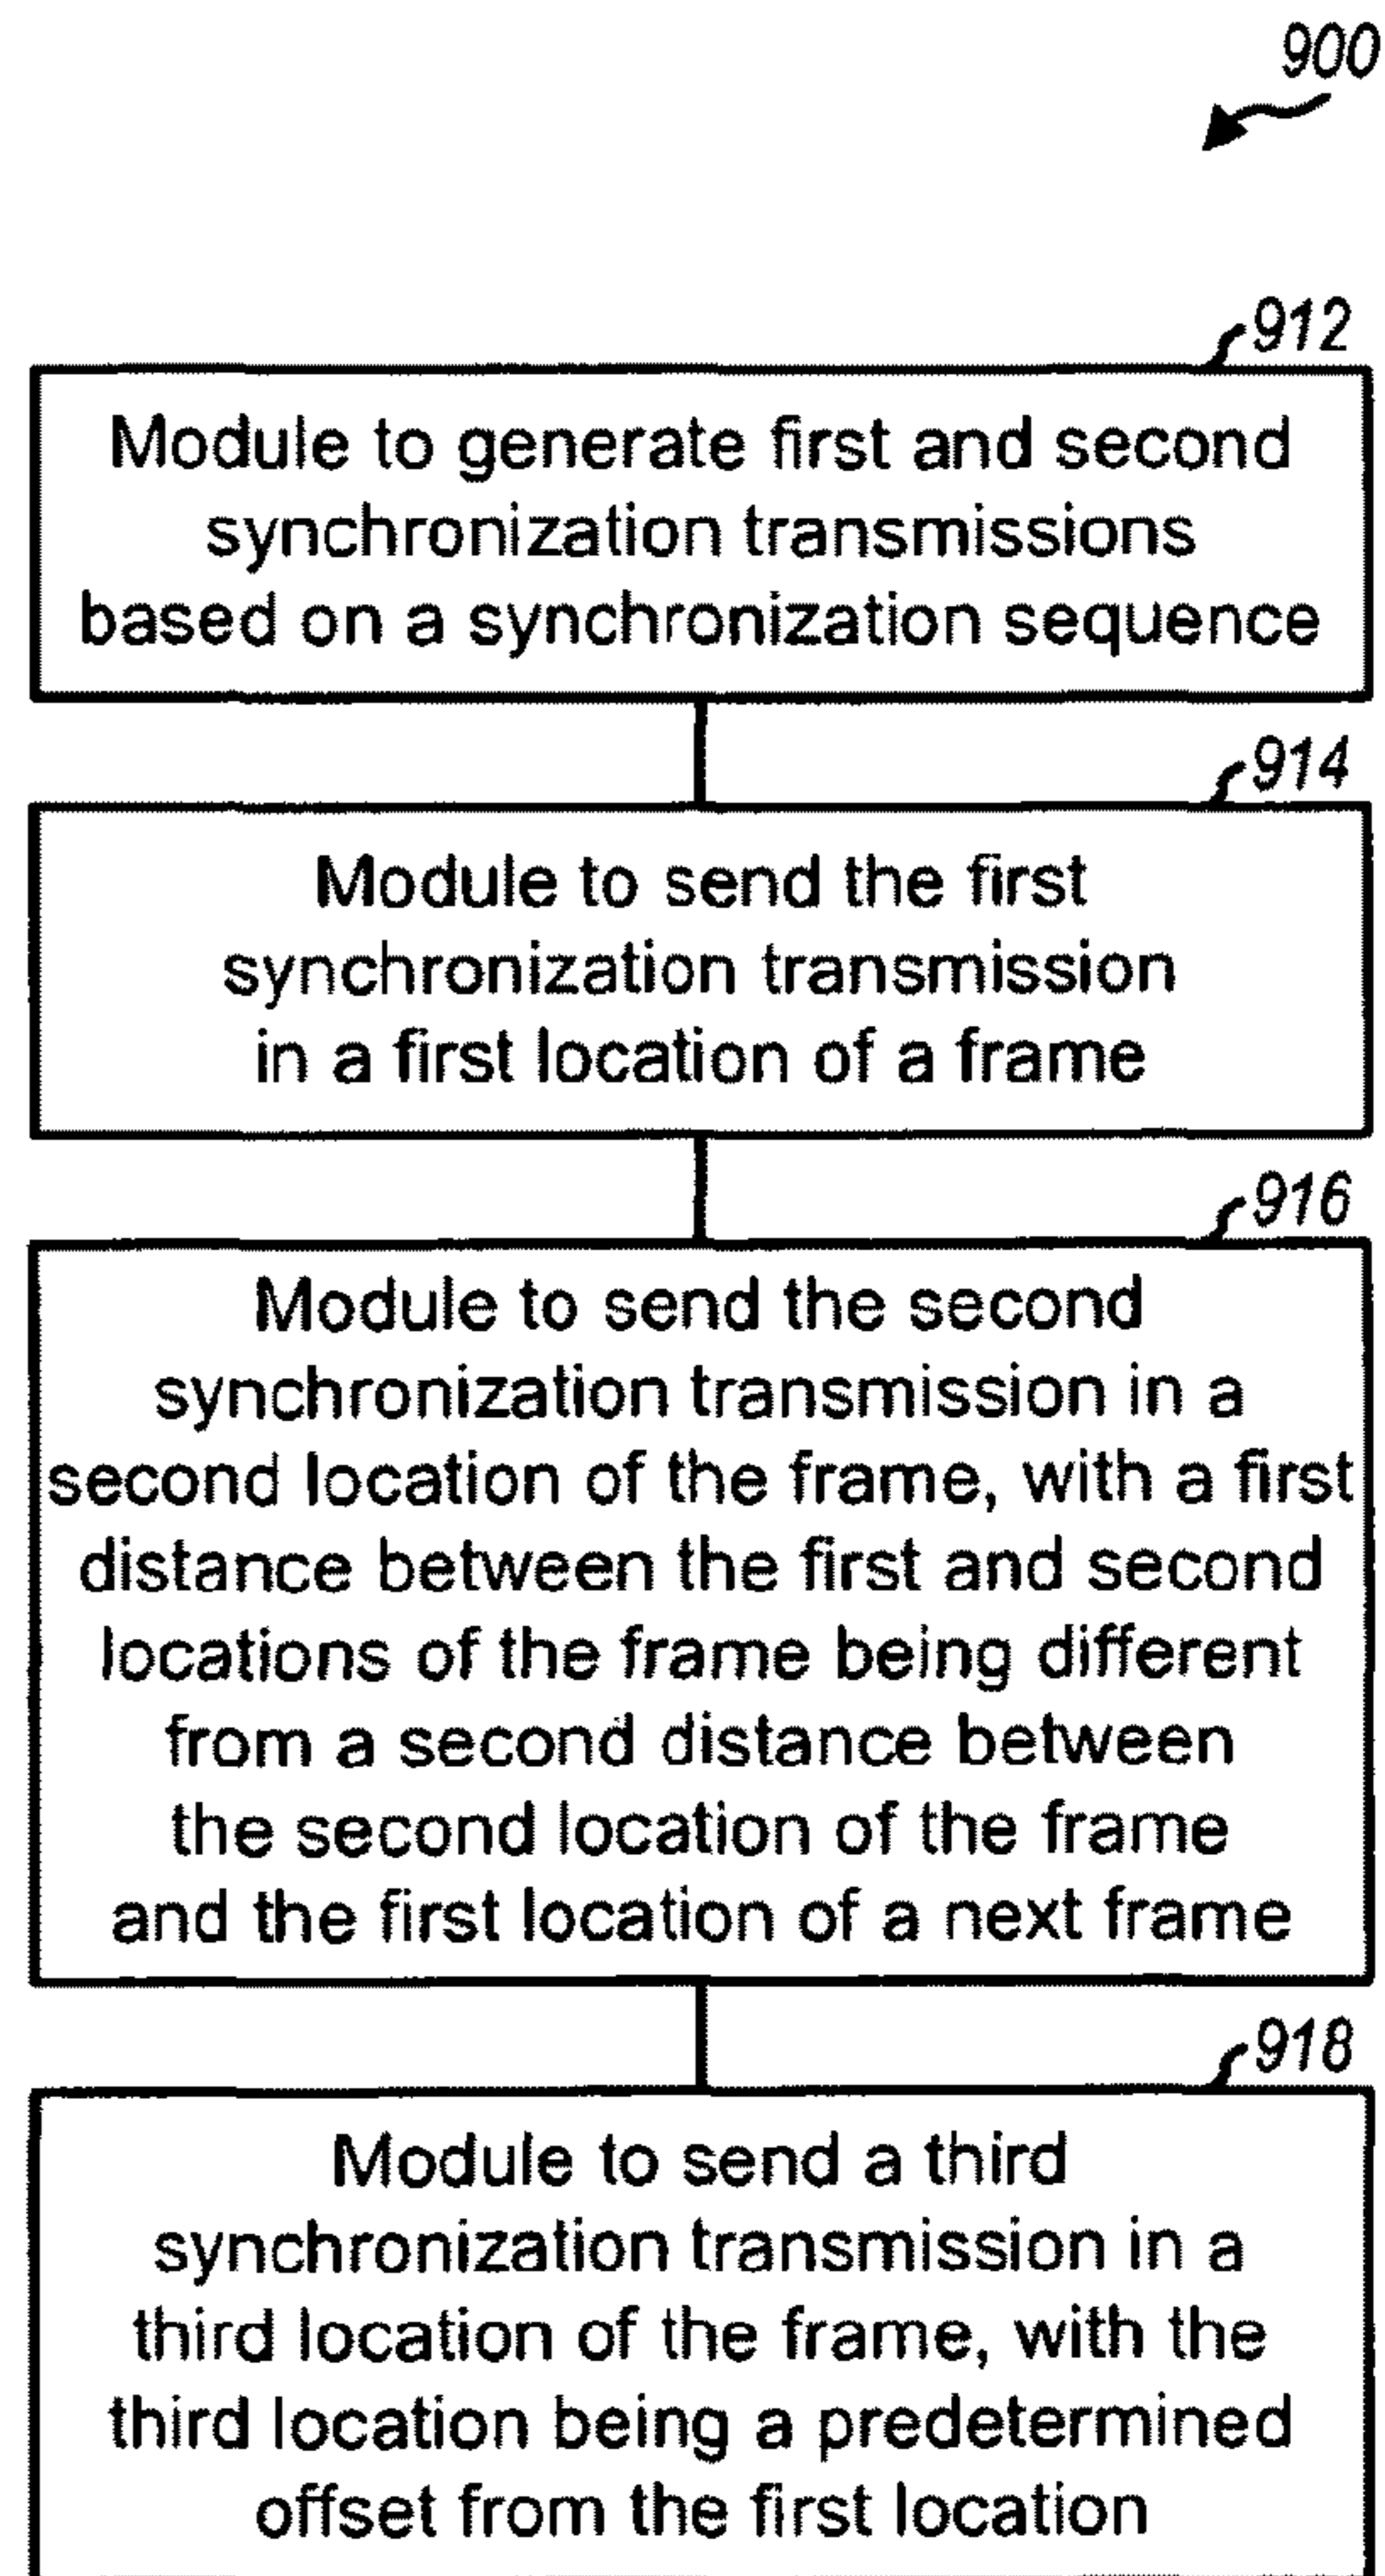 900
912
Module to generate first and second
synchronization transmissions
based on a synchronization sequence
914
Module to send the first
synchronization transmission
in a first location of a frame
916
Module to send the second
synchronization transmission in a
second location of the frame, with a first
distance between the first and second
locations of the frame being different
from a second distance between
the second location of the frame
and the first location of a next frame
918
Module to send a third
synchronization transmission in a
third location of the frame, with the
third location being a predetermined
offset from the first location